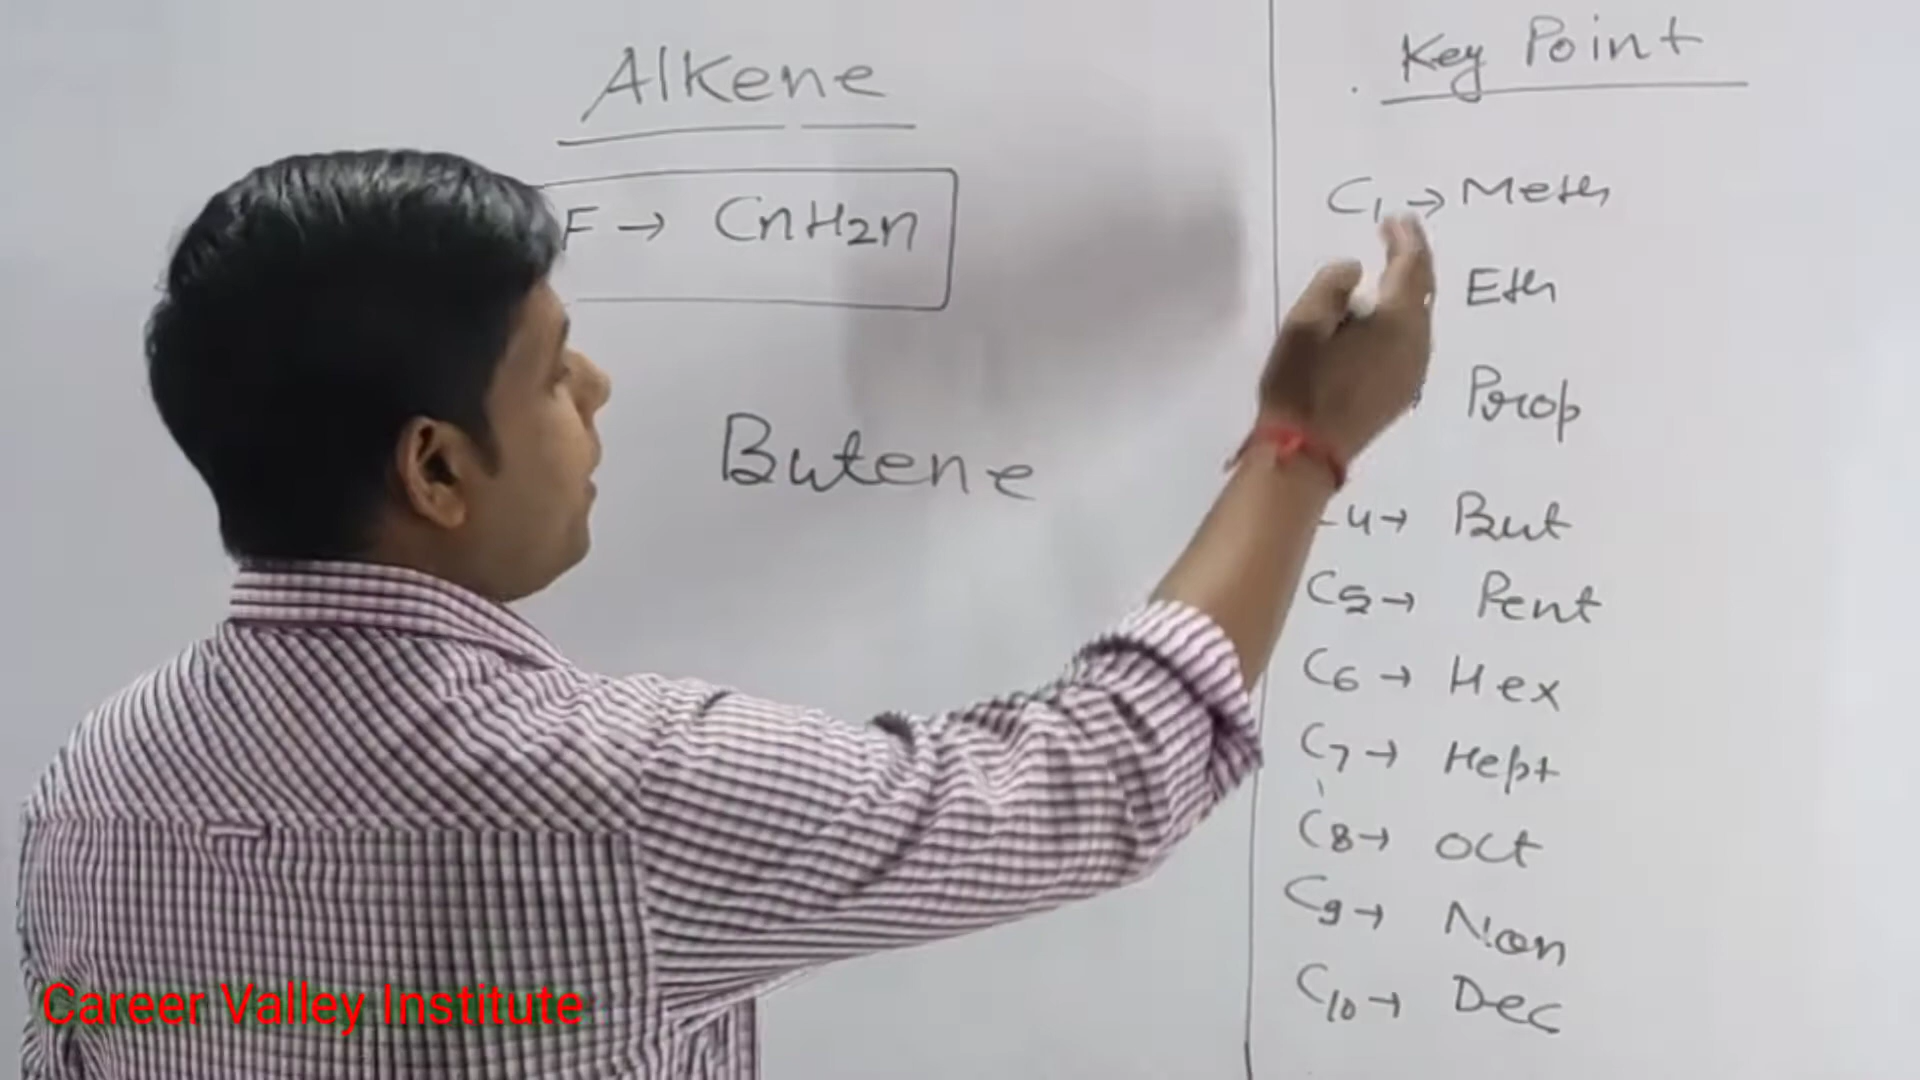 Alkene
F → CnH2n
Butene
Key Point
C1 → Meth
Eth
Prop
4 → But
C5 → Pent
C6 → Hex
C7 → Hept
C8 → Oct
C9 → Non
C10 → Dec
Career Valley Institute